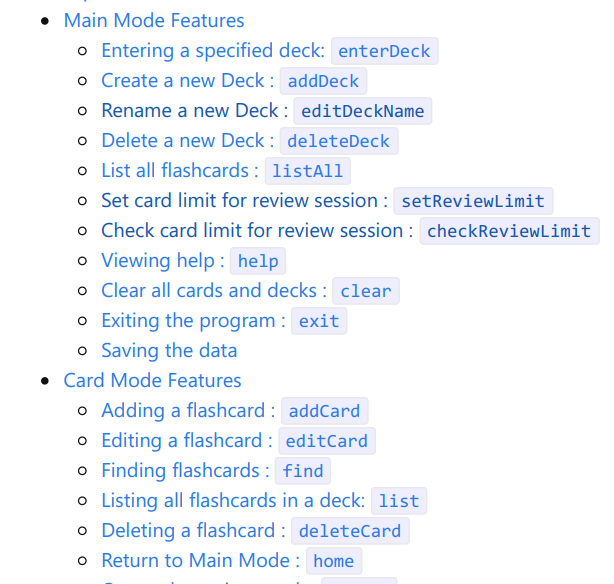 Main Mode Features
Entering a specified deck: enterDeck
Create a new Deck : addDeck
Rename a new Deck : editDeckName
Delete a new Deck : deleteDeck
List all flashcards : listAll
Set card limit for review session : setReviewLimit
Check card limit for review session : checkReviewLimit
Viewing help : help
Clear all cards and decks : clear
Exiting the program : exit
Saving the data
Card Mode Features
Adding a flashcard : addCard
Editing a flashcard : editCard
Finding flashcards : find
Listing all flashcards in a deck: list
Deleting a flashcard : deleteCard
Return to Main Mode : home